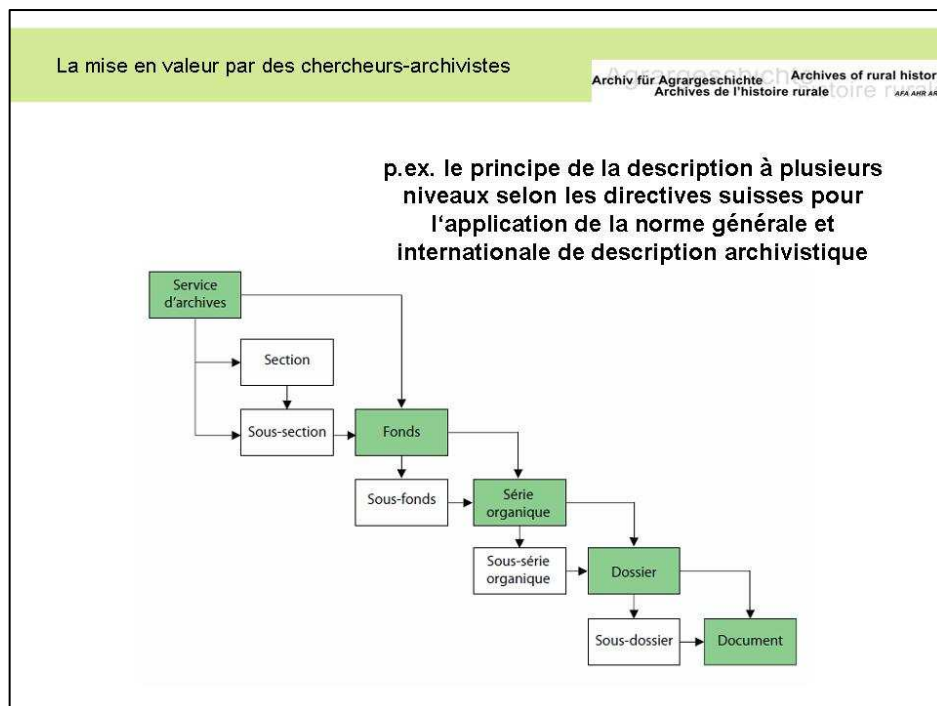 La mise en valeur par des chercheurs-archivistes
Archiv für Agrargeschichte
Archives of rural histor
Archives de l'histoire rurale
AFA AHR AR
p.ex. le principe de la description à plusieurs
niveaux selon les directives suisses pour
l'application de la norme générale et
internationale de description archivistique
Service
d'archives
Section
Sous-section
Fonds
Sous-fonds
Série
organique
Sous-série
organique
Dossier
Sous-dossier
Document